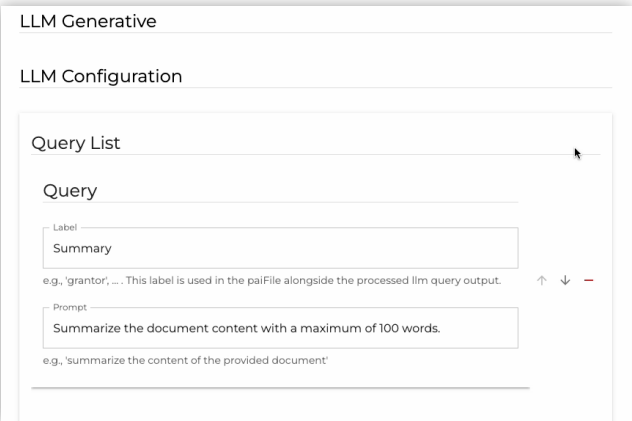 LLM Generative
LLM Configuration
Query List
Query
Label
Summary
e.g., 'grantor', ... . This label is used in the paiFile alongside the processed llm query output.
Prompt
Summarize the document content with a maximum of 100 words.
e.g., 'summarize the content of the provided document'